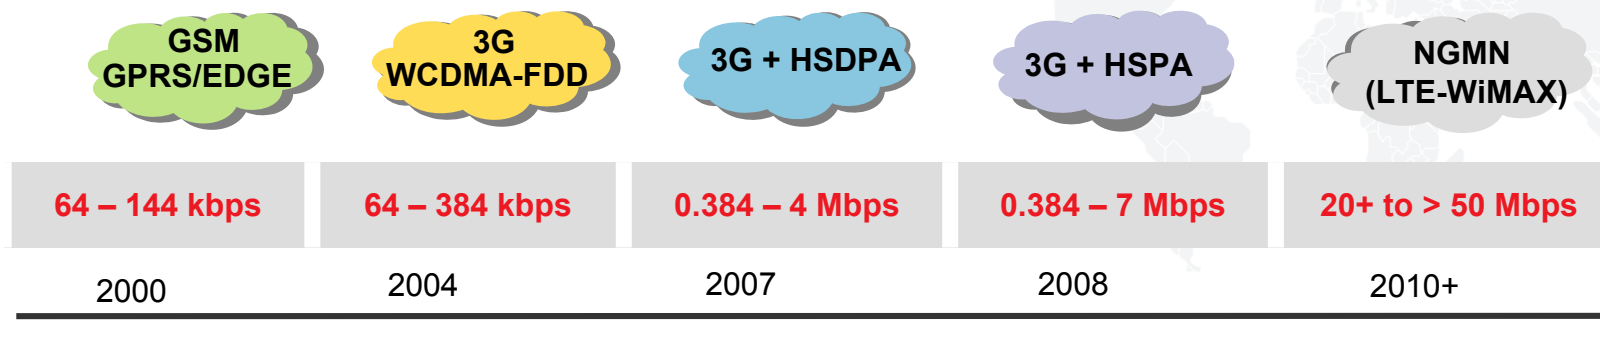 GSM
GPRS/EDGE
3G
WCDMA-FDD
3G + HSDPA
3G + HSPA
NGMN
(LTE-WiMAX)
64 – 144 kbps
64 – 384 kbps
0.384 – 4 Mbps
0.384 – 7 Mbps
20+ to > 50 Mbps
2000
2004
2007
2008
2010+